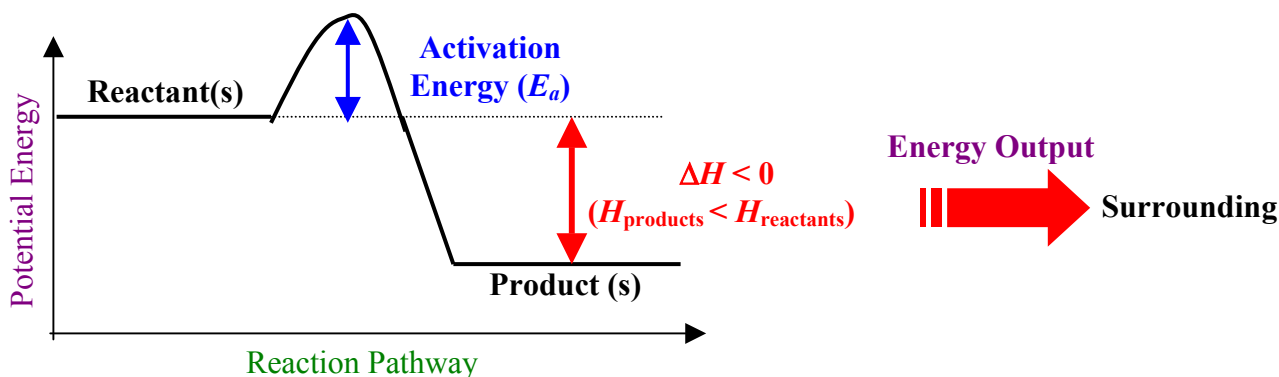 Activation
Energy (Ea)
Reactant(s)
Potential Energy
Energy Output
ΔH < 0
(Hproducts < Hreactants)
Surrounding
Product (s)
Reaction Pathway